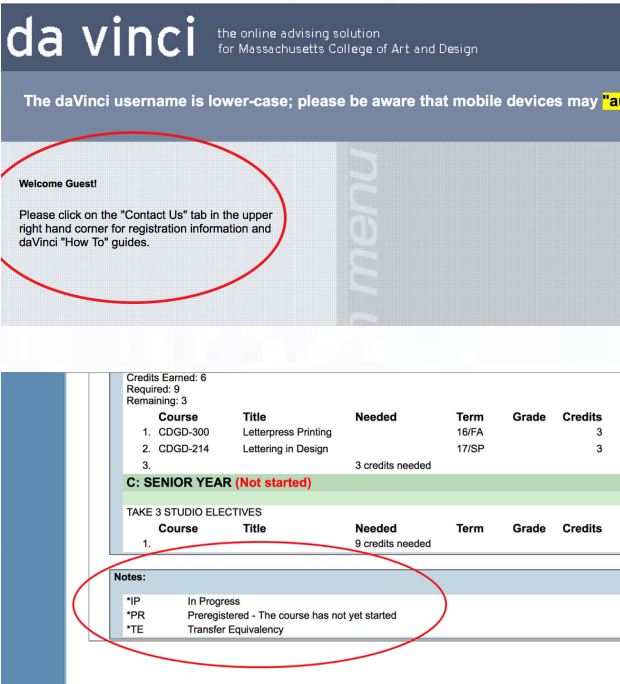 da vinci
the online advising solution
for Massachusetts College of Art and Design
The daVinci username is lower-case; please be aware that mobile devices may "au
Welcome Guest!
Please click on the "Contact Us" tab in the upper
right hand corner for registration information and
daVinci "How To" guides.
menu
Credits Earned: 6
Required: 9
Remaining: 3
Course Title Needed Term Grade Credits
1. CDGD-300 Letterpress Printing 16/FA 3
2. CDGD-214 Lettering in Design 17/SP 3
3. 3 credits needed
C: SENIOR YEAR (Not started)
TAKE 3 STUDIO ELECTIVES
Course Title Needed Term Grade Credits
1. 9 credits needed
Notes:
*IP In Progress
*PR Preregistered - The course has not yet started
*TE Transfer Equivalency